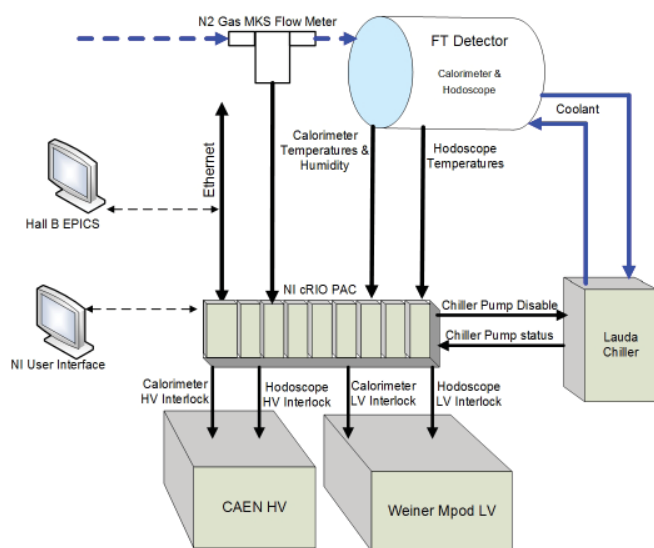 N2 Gas MKS Flow Meter
FT Detector
Calorimeter &
Hodoscope
Coolant
Ethernet
Calorimeter
Temperatures &
Humidity
Hodoscope
Temperatures
Hall B EPICS
NI cRIO PAC
Chiller Pump Disable
Chiller Pump status
Lauda
Chiller
NI User Interface
Calorimeter
HV Interlock
Hodoscope
HV Interlock
Calorimeter
LV Interlock
Hodoscope
LV Interlock
CAEN HV
Weiner Mpod LV